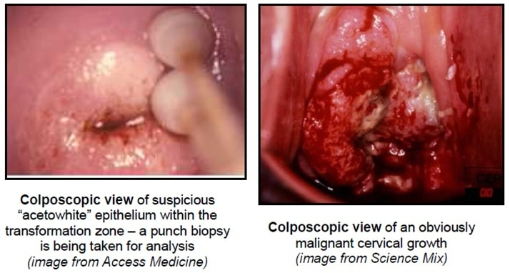 Colposcopic view of suspicious
“acetowhite” epithelium within the
transformation zone – a punch biopsy
is being taken for analysis
(image from Access Medicine)
Colposcopic view of an obviously
malignant cervical growth
(image from Science Mix)